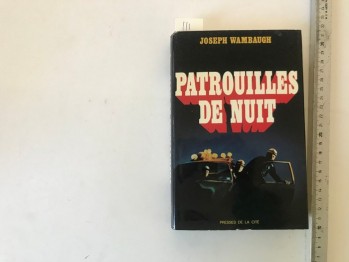 JOSEPH WAMBAUGH
PATROUILLES
DE NUIT
PRESSES DE LA CITÉ